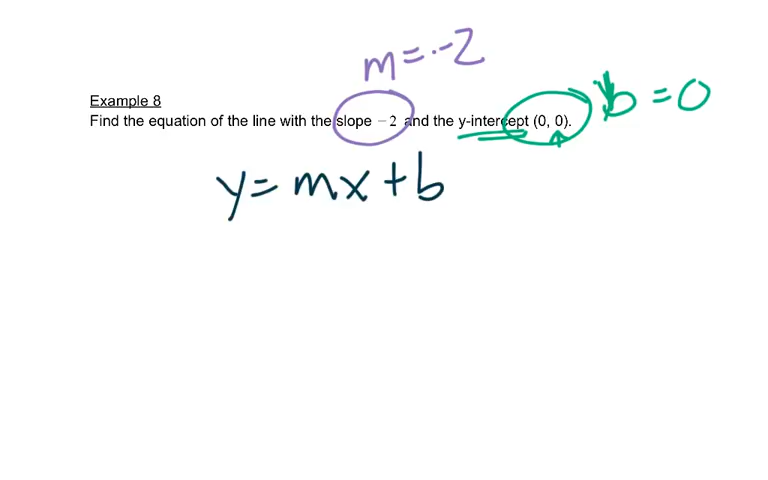 m = -2
Example 8
b = 0
Find the equation of the line with the slope −2 and the y-intercept (0, 0).
y = mx + b